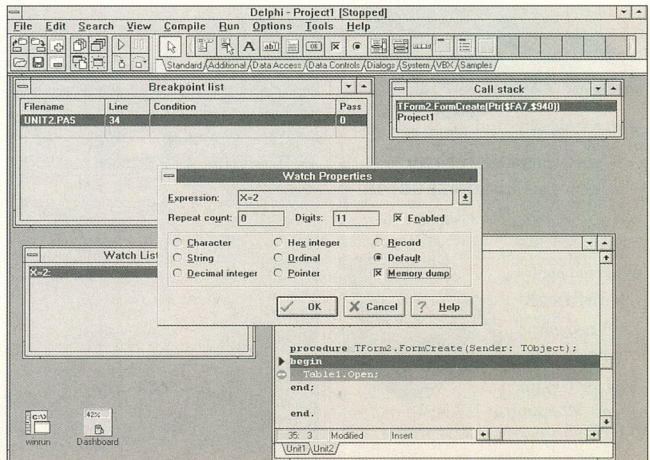 Delphi - Project1 [Stopped]
File Edit Search View Compile Run Options Tools Help
Standard Additional Data Access Data Controls Dialogs System VBX Samples
Breakpoint list
Filename Line Condition Pass
UNIT2.PAS 34 0
Call stack
TForm2.FormCreate(Ptr($FA7,$940))
Project1
Watch Properties
Expression: X=2
Repeat count: 0 Digits: 11 Enabled
Character Hex integer Record
String Ordinal Default
Decimal integer Pointer Memory dump
OK Cancel ? Help
Watch List
X=2:
procedure TForm2.FormCreate(Sender: TObject);
begin
Table1.Open;
end;
end.
35: 3 Modified Insert
Unit1 Unit2
C:\
winrun
42%
Dashboard